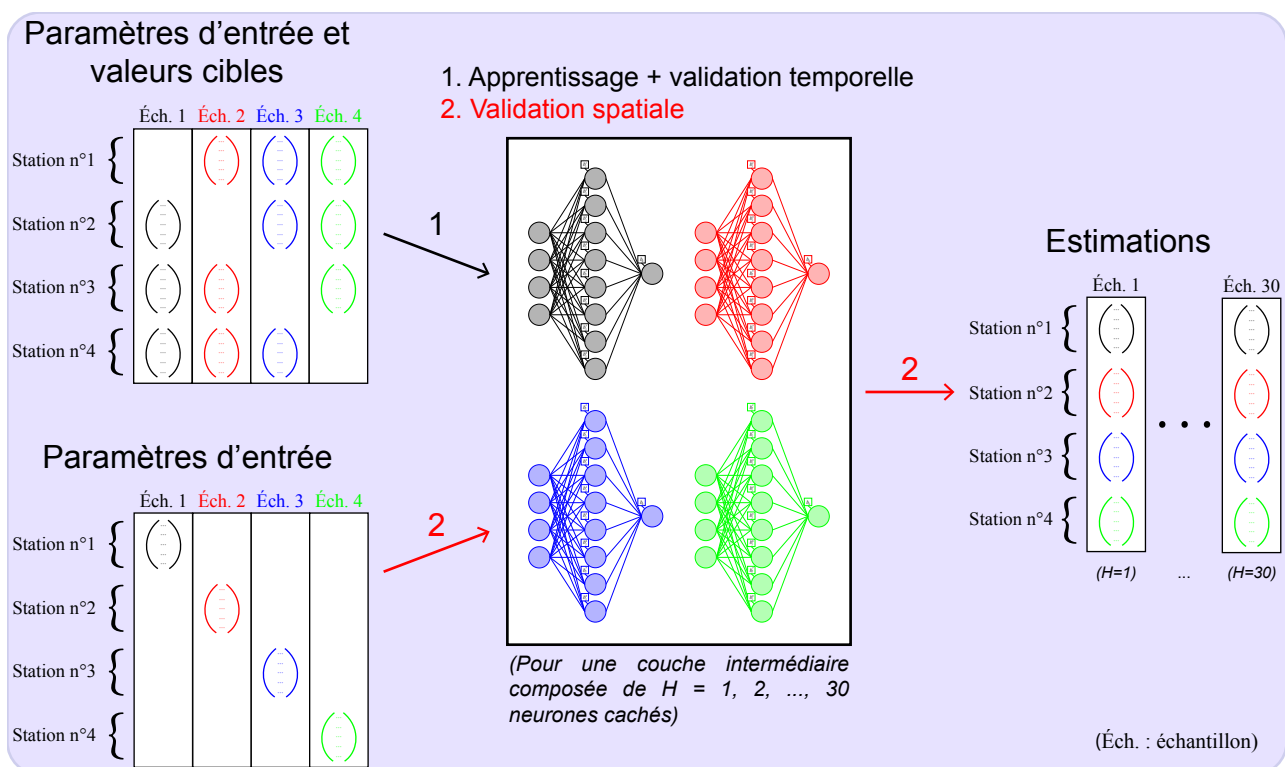 Paramètres d'entrée et
valeurs cibles
1. Apprentissage + validation temporelle
2. Validation spatiale
Éch. 1 Éch. 2 Éch. 3 Éch. 4
Station n°1
Station n°2
Station n°3
Station n°4
1
Paramètres d'entrée
Éch. 1 Éch. 2 Éch. 3 Éch. 4
Station n°1
Station n°2
Station n°3
Station n°4
2
(Pour une couche intermédiaire
composée de H = 1, 2, ..., 30
neurones cachés)
2
Estimations
Éch. 1 Éch. 30
Station n°1
Station n°2
Station n°3
Station n°4
(H=1) ... (H=30)
(Éch. : échantillon)